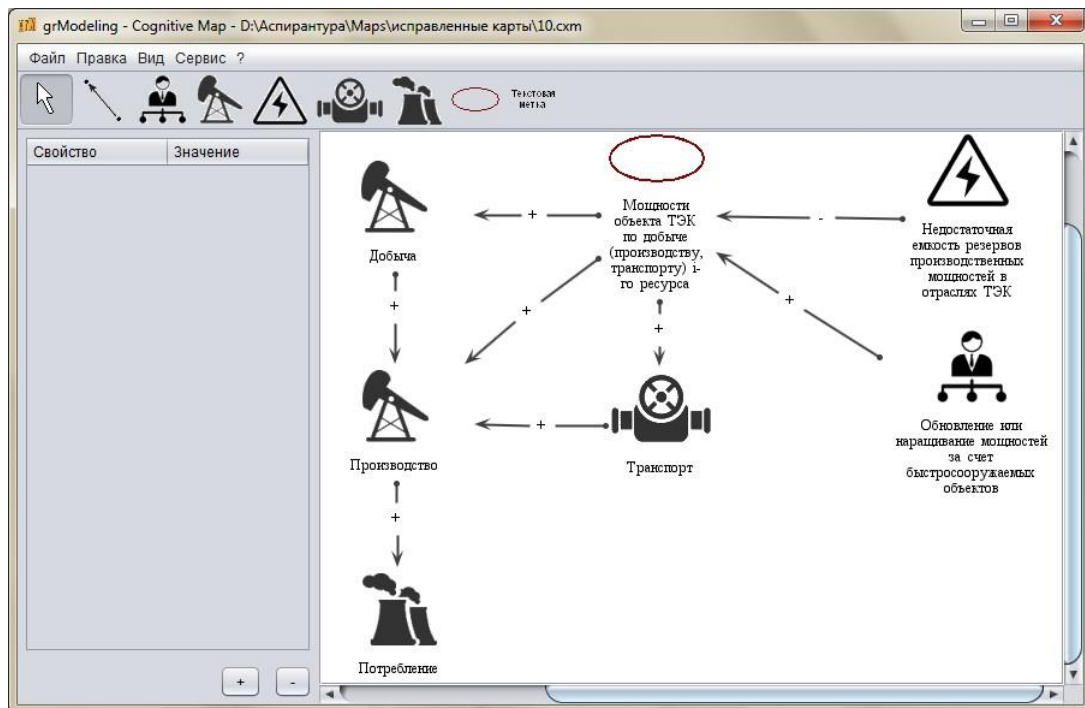 grModeling - Cognitive Map - D:\Аспирантура\Maps\исправленные карты\10.cxm
Файл Правка Вид Сервис ?
Текстовая
метка
Свойство Значение
Добыча
+
Мощности
объекта ТЭК
по добыче
(производству,
транспорту) i-
го ресурса
-
Недостаточная
емкость резервов
производственных
мощностей в
отраслях ТЭК
+
+
+
+
Производство
+
Транспорт
Обновление или
наращивание мощностей
за счет
быстросооружаемых
объектов
+
Потребление
+ -